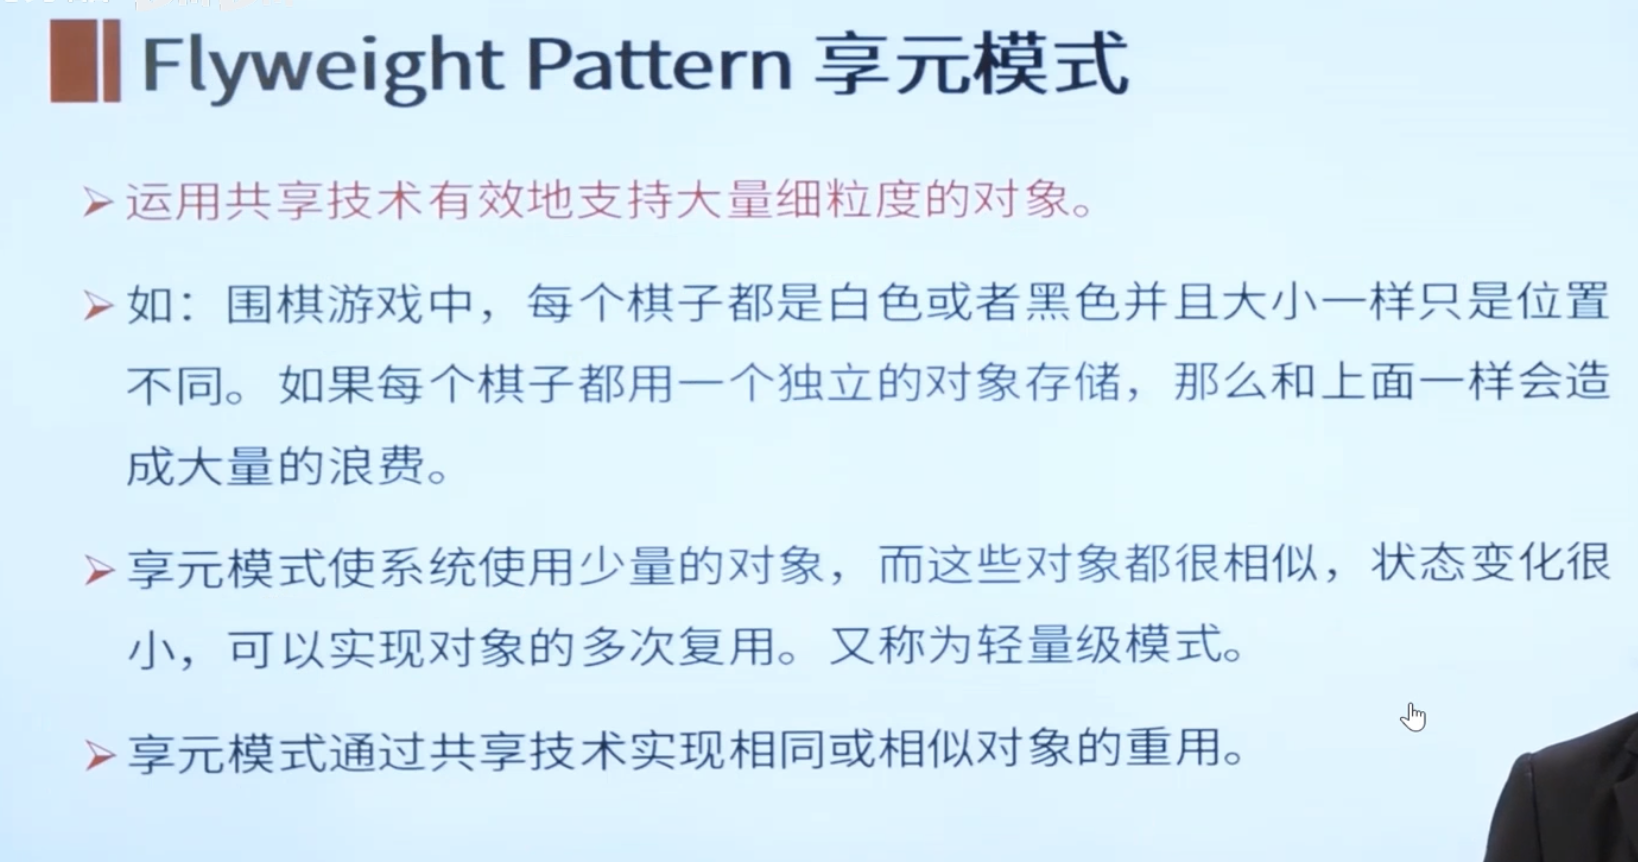 Flyweight Pattern 享元模式
运用共享技术有效地支持大量细粒度的对象。
如：围棋游戏中，每个棋子都是白色或者黑色并且大小一样只是位置
不同。如果每个棋子都用一个独立的对象存储，那么和上面一样会造
成大量的浪费。
享元模式使系统使用少量的对象，而这些对象都很相似，状态变化很
小，可以实现对象的多次复用。又称为轻量级模式。
享元模式通过共享技术实现相同或相似对象的重用。